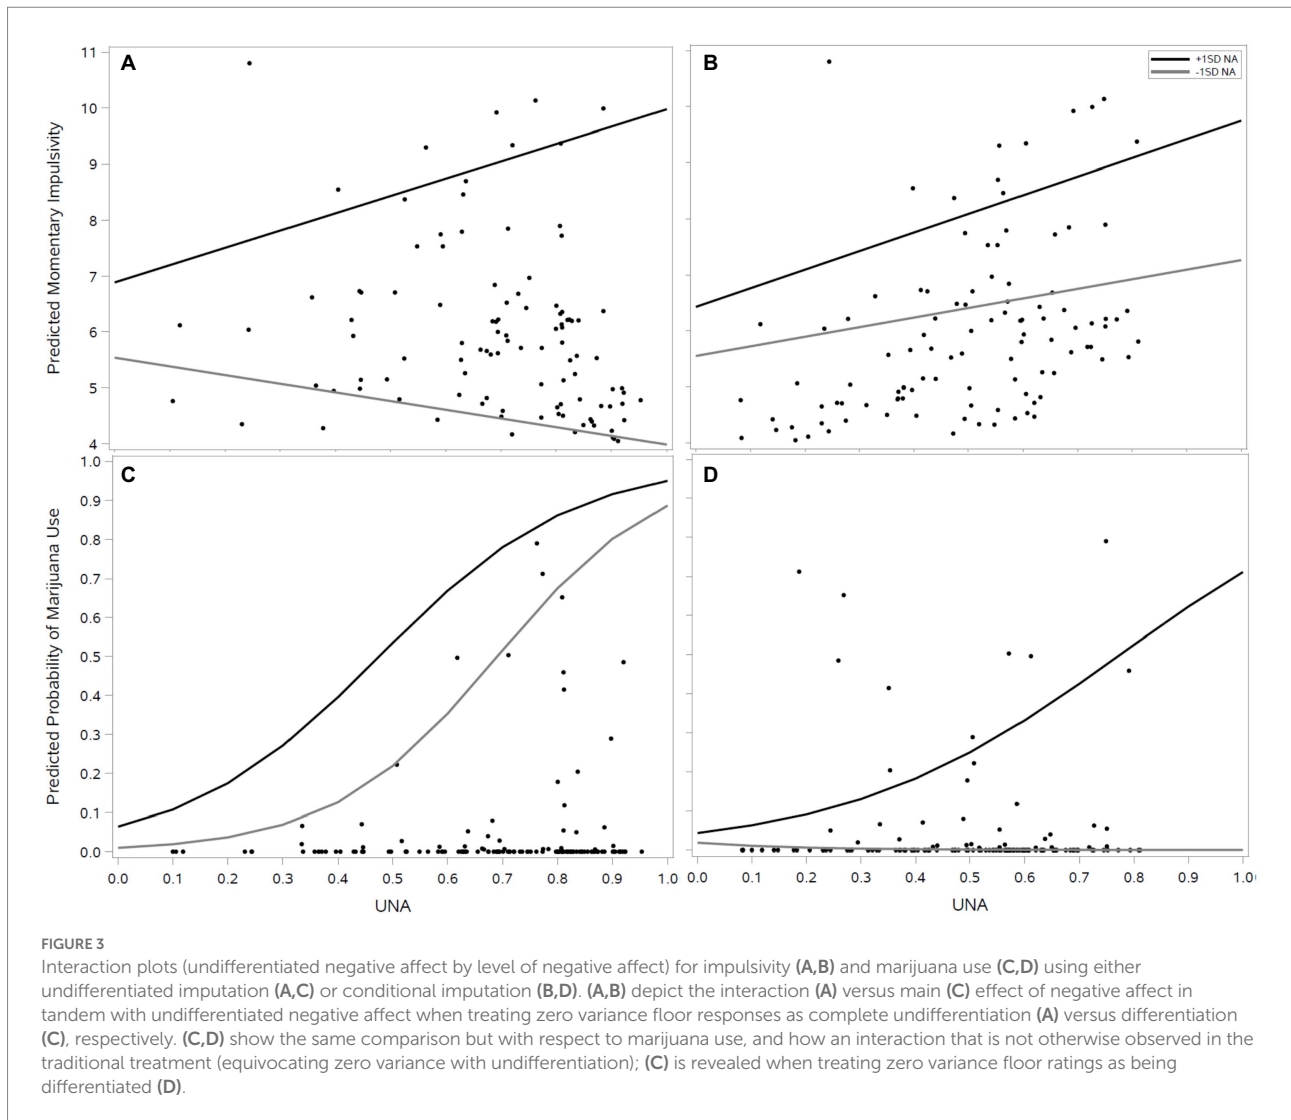 A
B
+1SD NA
-1SD NA
Predicted Momentary Impulsivity
11
10
9
8
7
6
5
4
C
D
Predicted Probability of Marijuana Use
1.0
0.9
0.8
0.7
0.6
0.5
0.4
0.3
0.2
0.1
0.0
0.0 0.1 0.2 0.3 0.4 0.5 0.6 0.7 0.8 0.9 1.0
0.0 0.1 0.2 0.3 0.4 0.5 0.6 0.7 0.8 0.9 1.0
UNA
UNA
FIGURE 3
Interaction plots (undifferentiated negative affect by level of negative affect) for impulsivity (A,B) and marijuana use (C,D) using either
undifferentiated imputation (A,C) or conditional imputation (B,D). (A,B) depict the interaction (A) versus main (C) effect of negative affect in
tandem with undifferentiated negative affect when treating zero variance floor responses as complete undifferentiation (A) versus differentiation
(C), respectively. (C,D) show the same comparison but with respect to marijuana use, and how an interaction that is not otherwise observed in the
traditional treatment (equivocating zero variance with undifferentiation); (C) is revealed when treating zero variance floor ratings as being
differentiated (D).